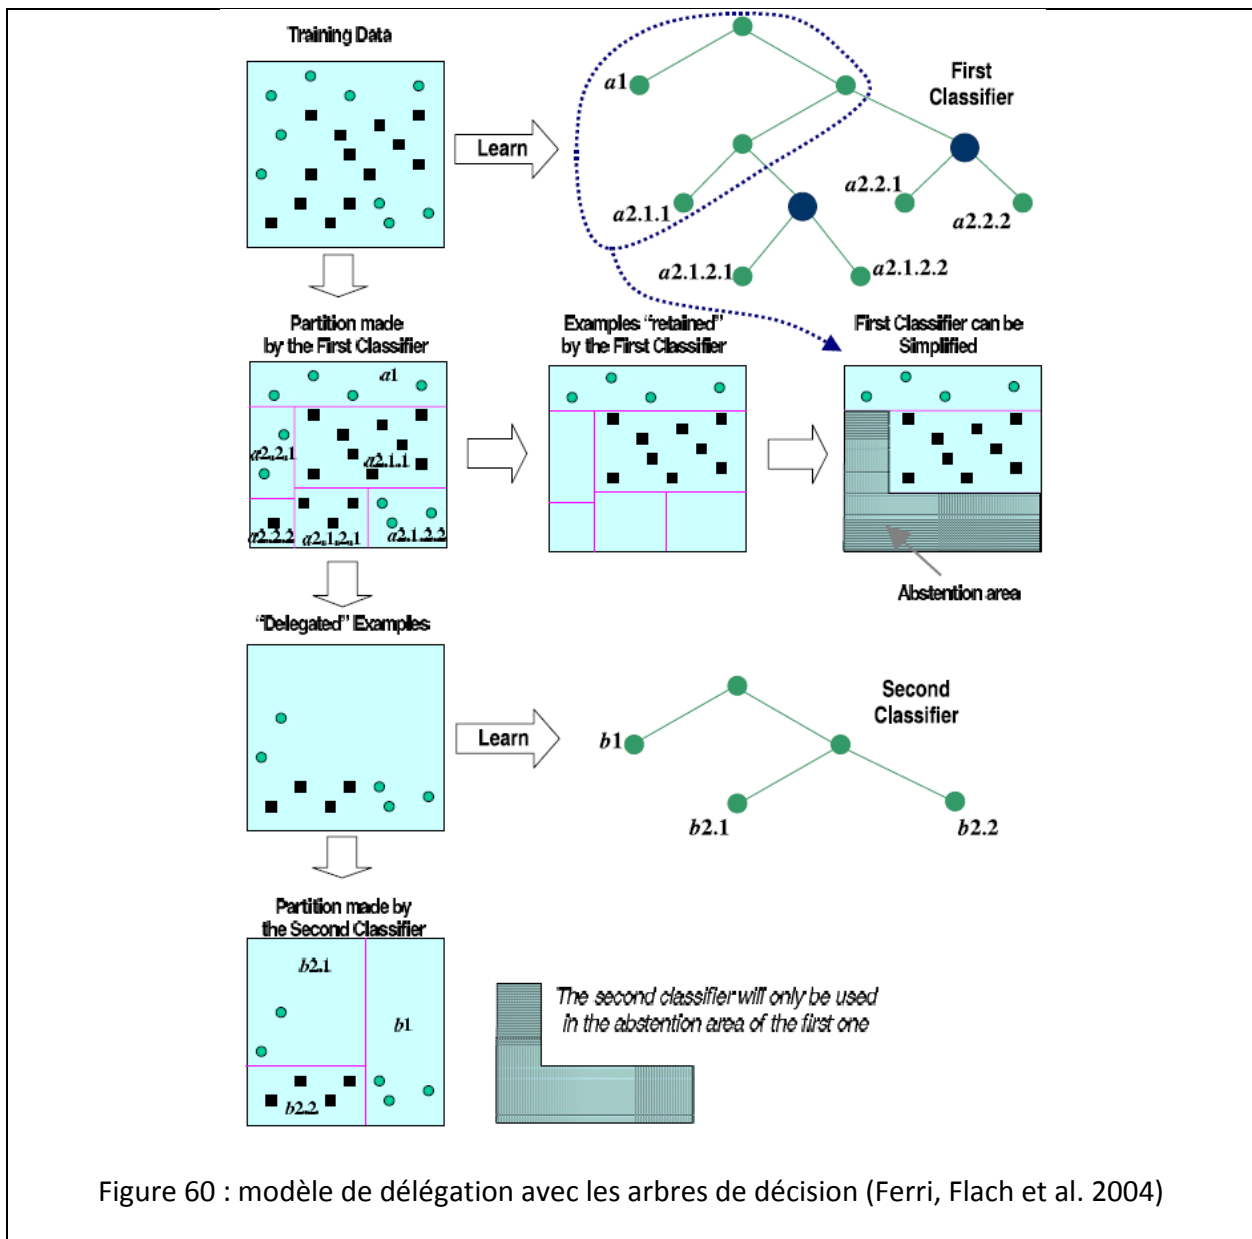 Training Data
First
Classifier
a1
Learn
a2.2.1
a2.1.1
a2.2.2
a2.1.2.1
a2.1.2.2
Partition made
by the First Classifier
Examples "retained"
by the First Classifier
First Classifier can be
Simplified
a1
a2.2.1
a2.1.1
a2.2.2
a2.1.2.1
a2.1.2.2
Abstention area
"Delegated" Examples
Second
Classifier
Learn
b1
b2.1
b2.2
Partition made by
the Second Classifier
b2.1
b1
b2.2
The second classifier will only be used
in the abstention area of the first one
Figure 60 : modèle de délégation avec les arbres de décision (Ferri, Flach et al. 2004)